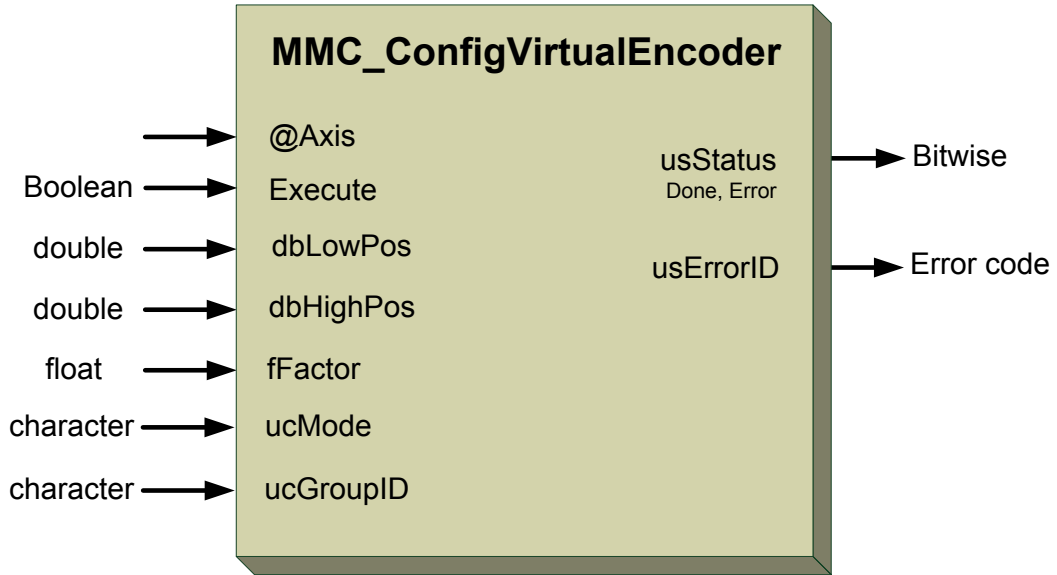 MMC_ConfigVirtualEncoder
@Axis
Boolean Execute
double dbLowPos
double dbHighPos
float fFactor
character ucMode
character ucGroupID
usStatus Bitwise
Done, Error
usErrorID Error code